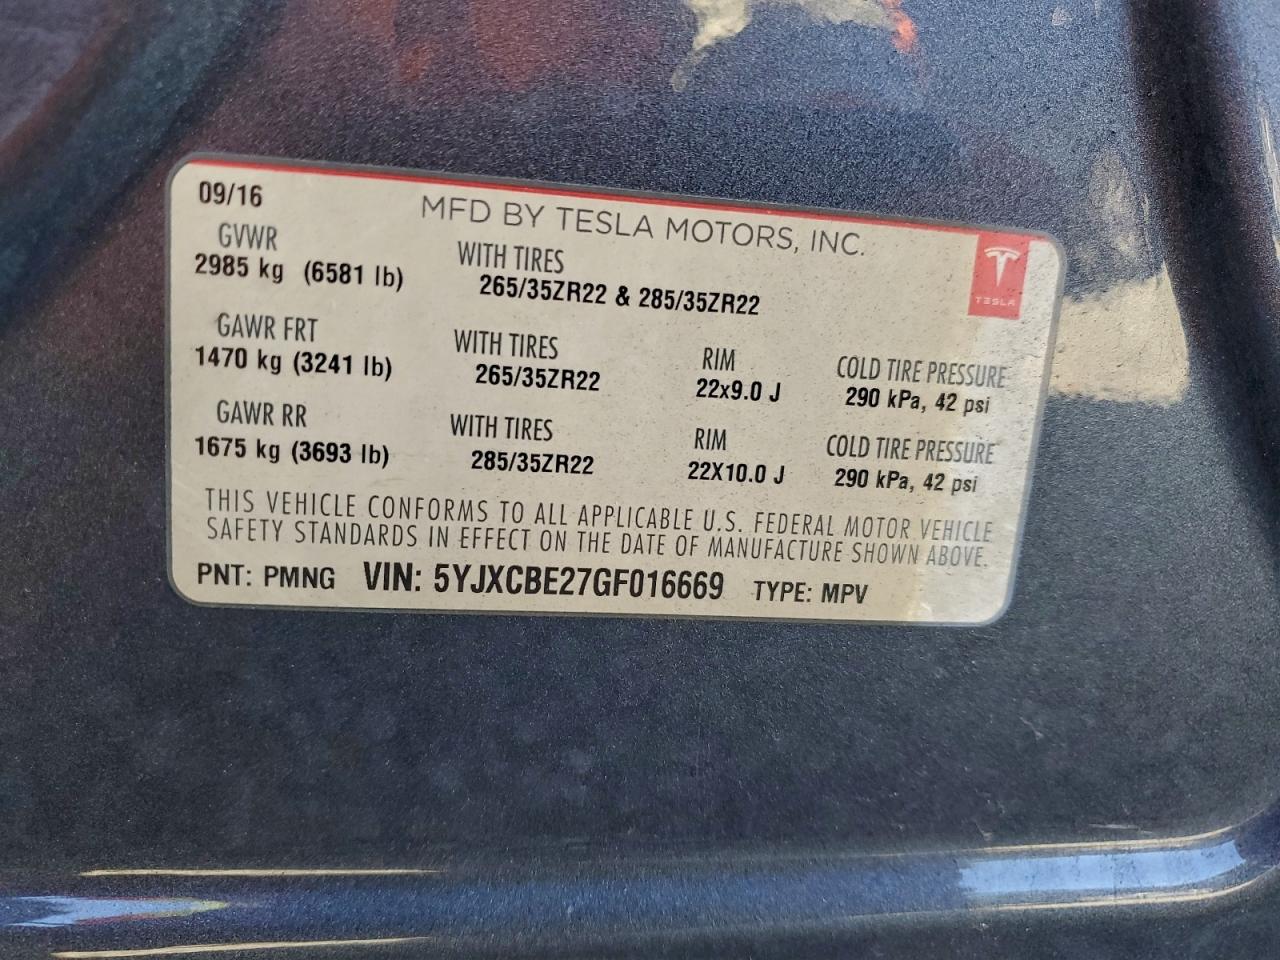 09/16
MFD BY TESLA MOTORS, INC.
GVWR
2985 kg (6581 lb)
WITH TIRES
265/35ZR22 & 285/35ZR22
TESLA
GAWR FRT
1470 kg (3241 lb)
WITH TIRES
265/35ZR22
RIM
22x9.0 J
COLD TIRE PRESSURE
290 kPa, 42 psi
GAWR RR
1675 kg (3693 lb)
WITH TIRES
285/35ZR22
RIM
22X10.0 J
COLD TIRE PRESSURE
290 kPa, 42 psi
THIS VEHICLE CONFORMS TO ALL APPLICABLE U.S. FEDERAL MOTOR VEHICLE
SAFETY STANDARDS IN EFFECT ON THE DATE OF MANUFACTURE SHOWN ABOVE.
PNT: PMNG VIN: 5YJXCBE27GF016669 TYPE: MPV